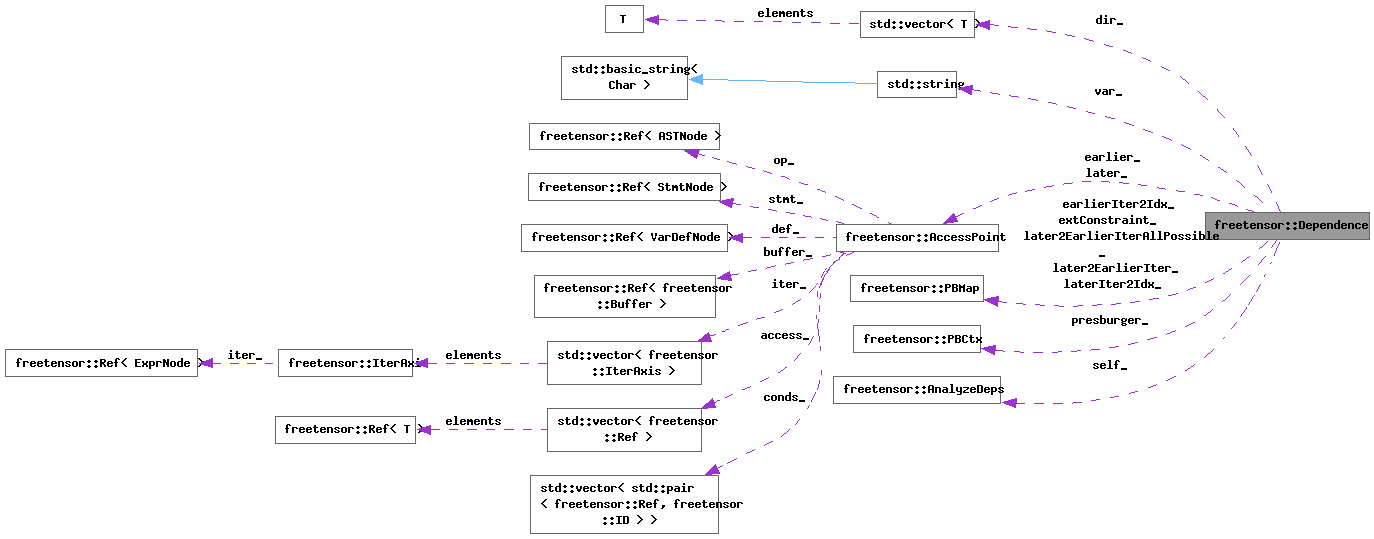 T
elements
std::vector< T >
dir_
std::basic_string<
Char >
std::string
var_
freetensor::Ref< ASTNode >
op_
earlier_
later_
freetensor::Ref< StmtNode >
stmt_
freetensor::Ref< VarDefNode >
def_
freetensor::AccessPoint
earlierIter2Idx_
extConstraint_
later2EarlierIterAllPossible
_
later2EarlierIter_
laterIter2Idx_
freetensor::Dependence
buffer_
freetensor::Ref< freetensor
::Buffer >
iter_
freetensor::PBMap
presburger_
freetensor::PBCtx
access_
freetensor::Ref< ExprNode >
iter_
freetensor::IterAxis
elements
std::vector< freetensor
::IterAxis >
self_
freetensor::AnalyzeDeps
conds_
freetensor::Ref< T >
elements
std::vector< freetensor
::Ref >
std::vector< std::pair
< freetensor::Ref, freetensor
::ID > >